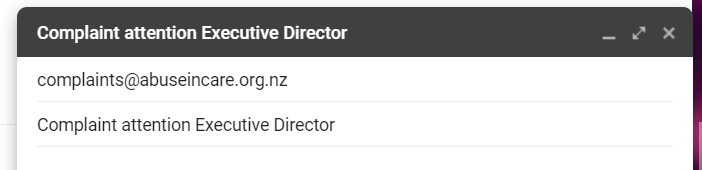 Complaint attention Executive Director
complaints@abuseincare.org.nz
Complaint attention Executive Director